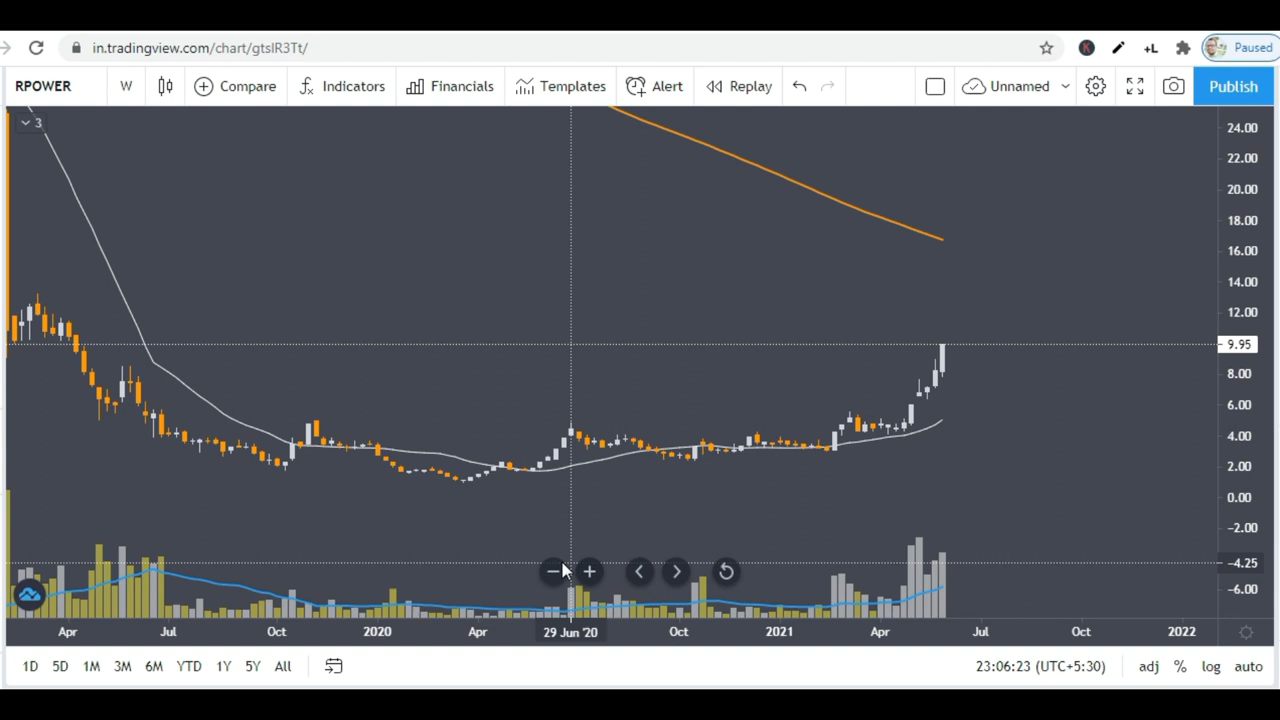 in.tradingview.com/chart/gtslR3Tt/
K
+L
Paused
RPOWER W Compare Indicators Financials Templates Alert Replay Unnamed Publish
3
24.00
22.00
20.00
18.00
16.00
14.00
12.00
9.95
8.00
6.00
4.00
2.00
0.00
−2.00
−4.25
−6.00
Apr Jul Oct 2020 Apr 29 Jun '20 Oct 2021 Apr Jul Oct 2022
1D 5D 1M 3M 6M YTD 1Y 5Y All 23:06:23 (UTC+5:30) adj % log auto